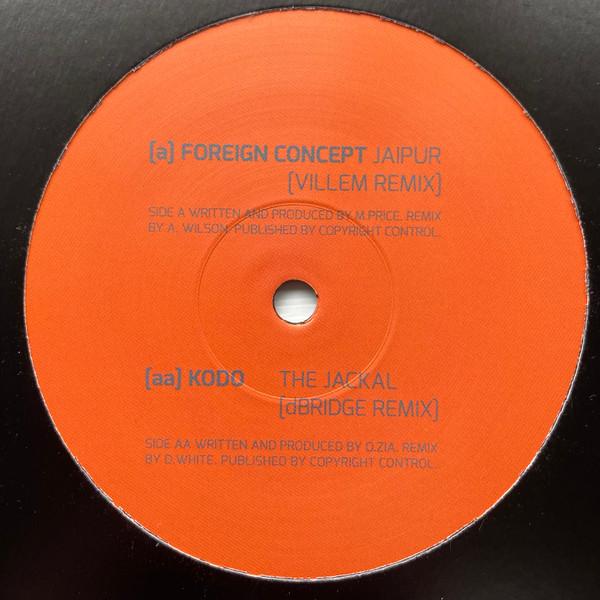 [a] FOREIGN CONCEPT JAIPUR
[VILLEM REMIX]
SIDE A WRITTEN AND PRODUCED BY M.PRICE. REMIX
BY A. WILSON. PUBLISHED BY COPYRIGHT CONTROL.
[aa] KODO THE JACKAL
[dBRIDGE REMIX]
SIDE AA WRITTEN AND PRODUCED BY O.ZIA. REMIX
BY D.WHITE. PUBLISHED BY COPYRIGHT CONTROL.